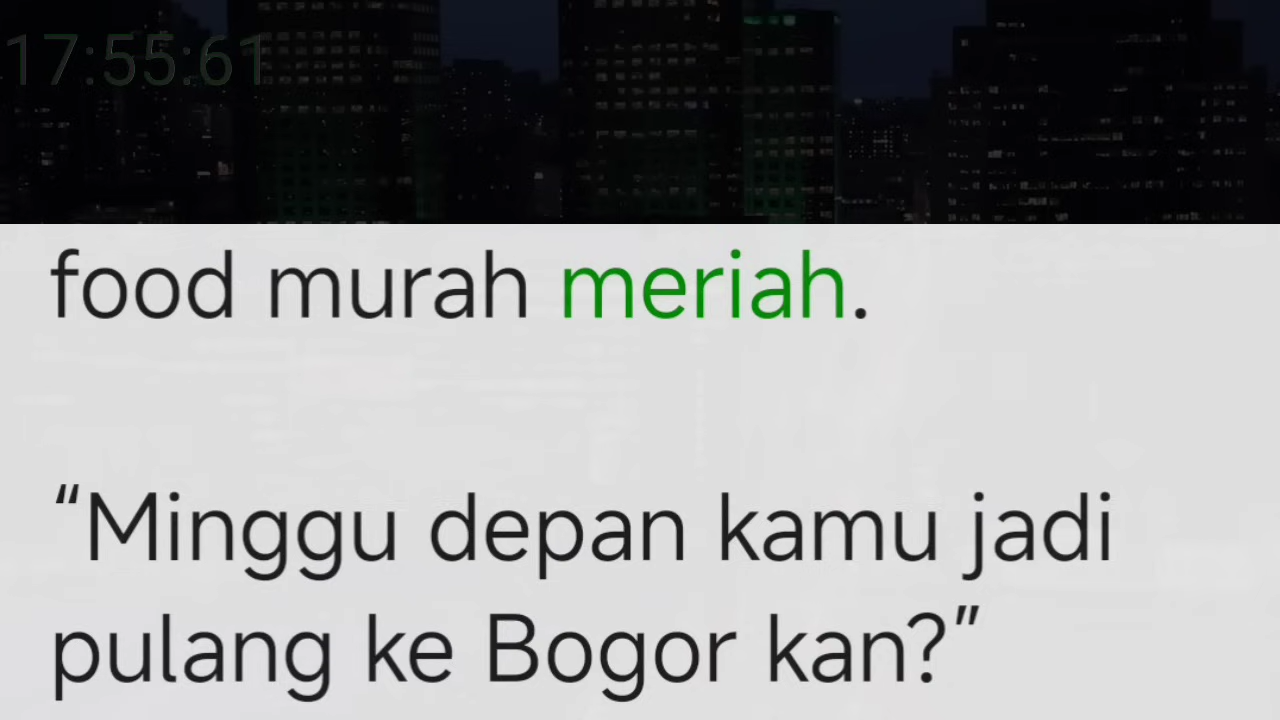 17:55:61
food murah meriah.
“Minggu depan kamu jadi
pulang ke Bogor kan?”